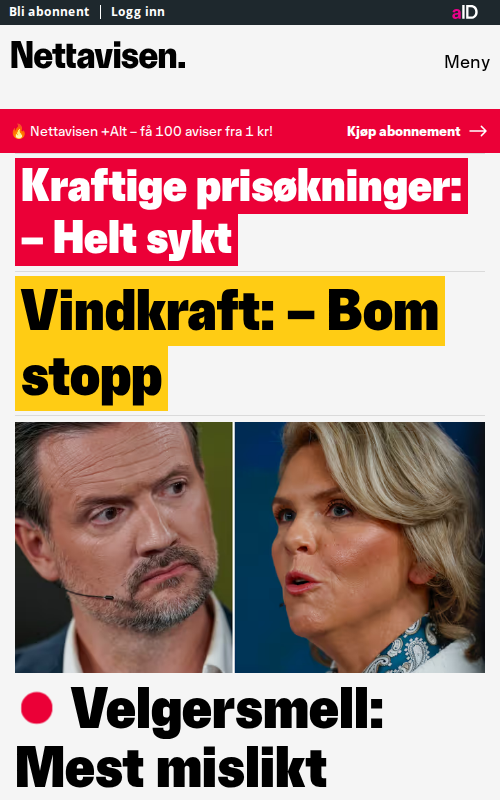 Bli abonnent | Logg inn
aID
Nettavisen.
Meny
🔥 Nettavisen +Alt – få 100 aviser fra 1 kr!
Kjøp abonnement →
Kraftige prisøkninger:
– Helt sykt
Vindkraft: – Bom
stopp
Velgersmell:
Mest mislikt